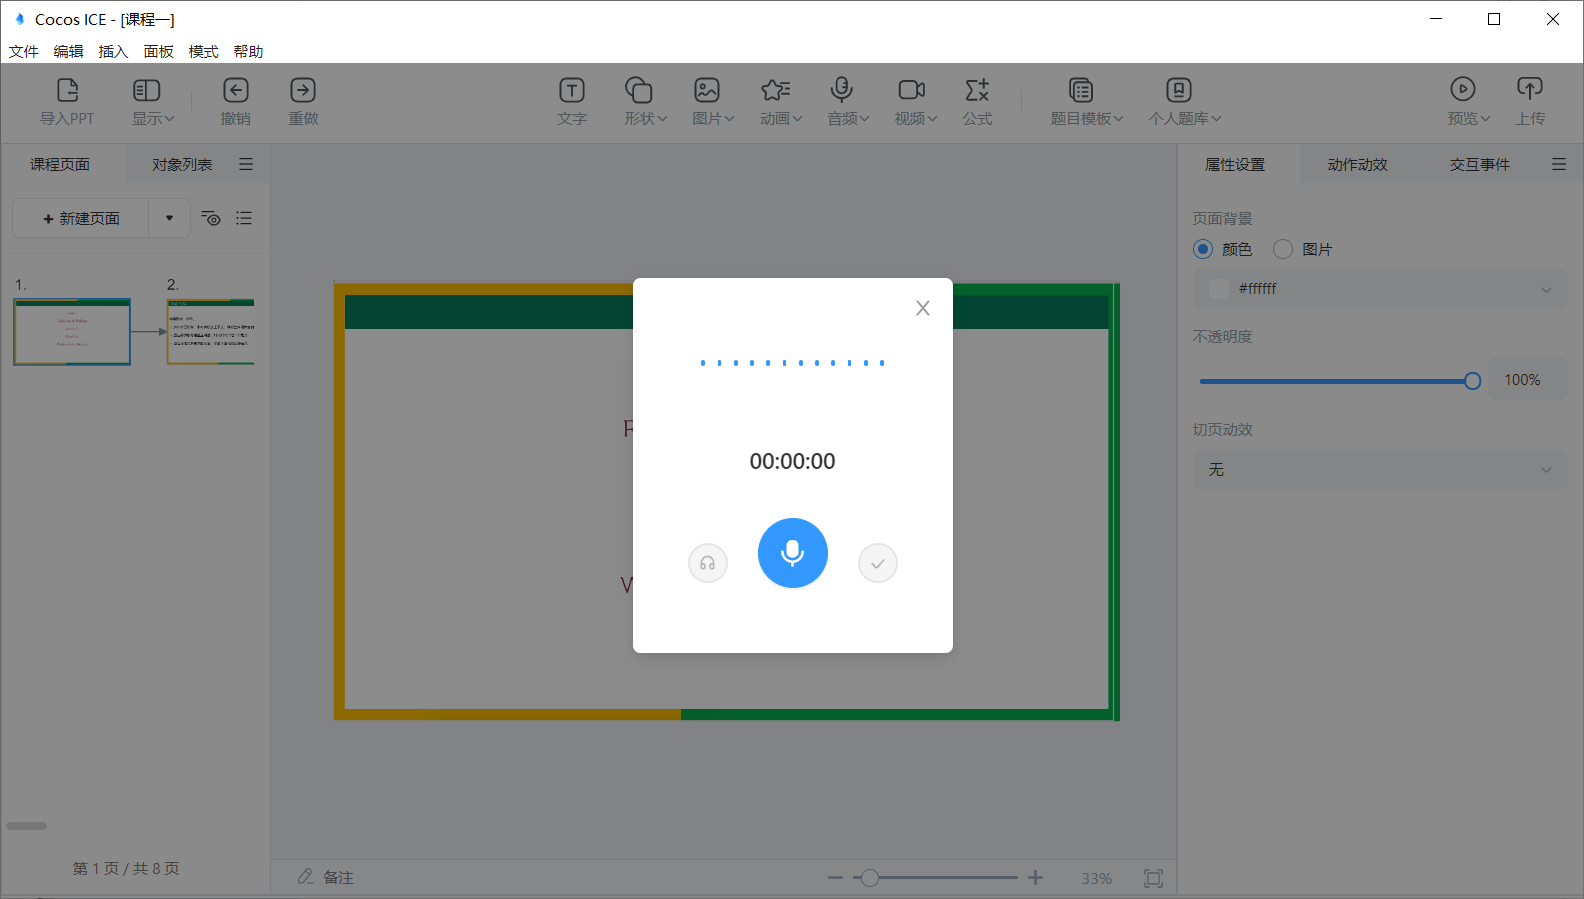 Cocos ICE - [课程一]
文件 编辑 插入 面板 模式 帮助
导入PPT 显示 撤销 重做 文字 形状 图片 动画 音频 视频 公式 题目模板 个人题库 预览 上传
课程页面 对象列表
属性设置 动作动效 交互事件
+ 新建页面
页面背景
颜色 图片
1. 2.
#ffffff
不透明度
100%
切页动效
无
00:00:00
第 1 页 / 共 8 页
备注
33%